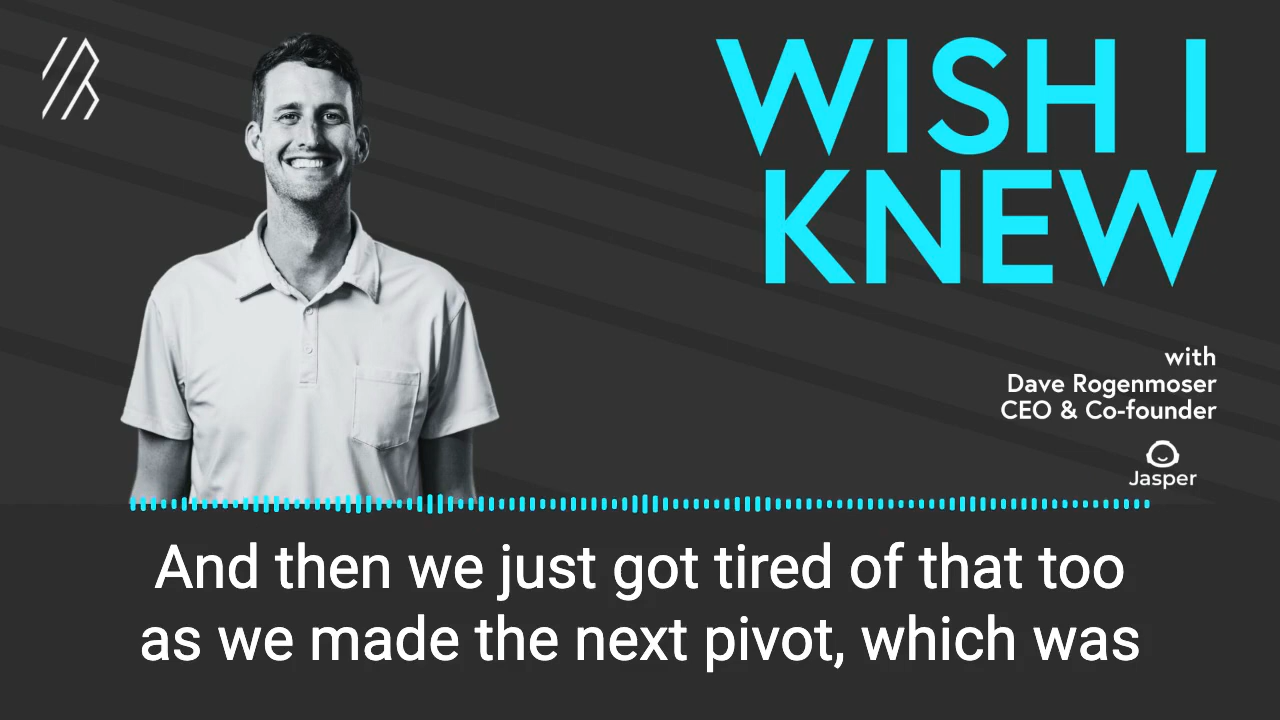 WISH I
KNEW
with
Dave Rogenmoser
CEO & Co-founder
Jasper
And then we just got tired of that too
as we made the next pivot, which was